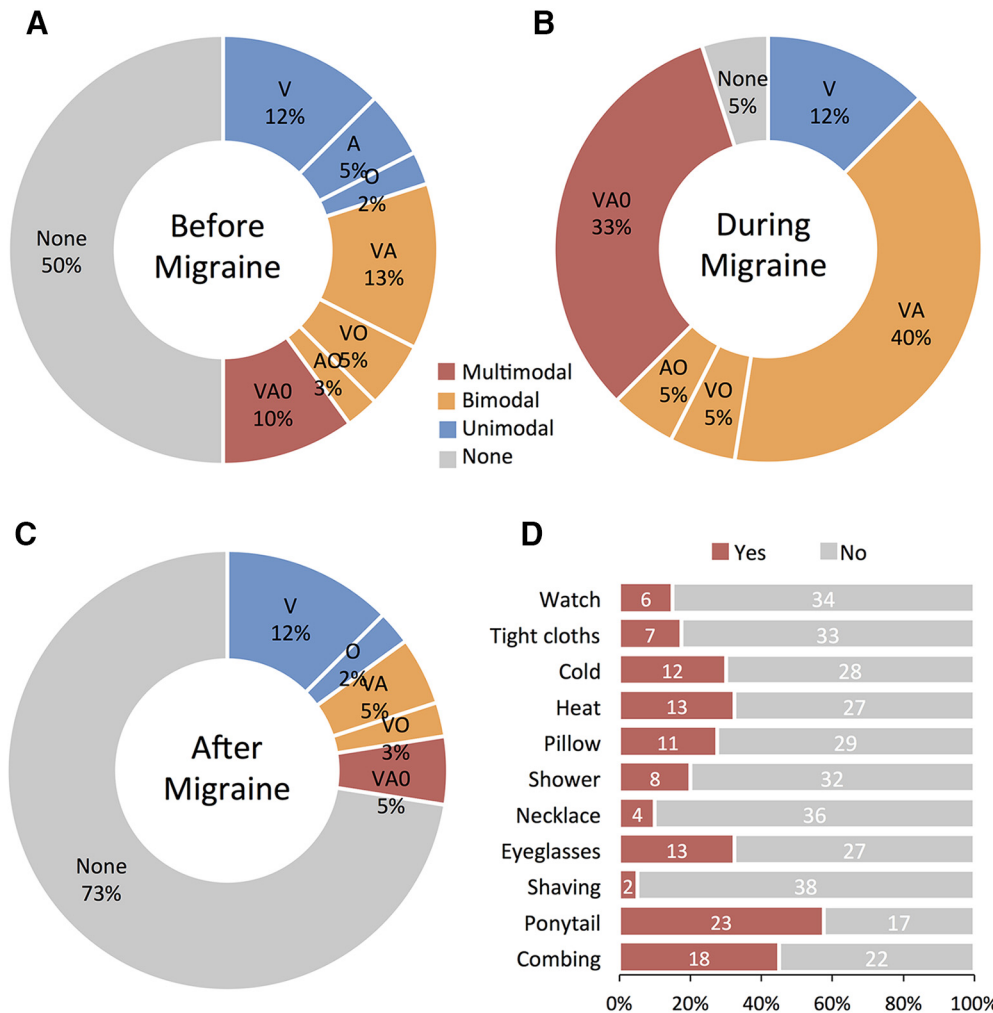 A
V
12%
A
5%
O
2%
VA
13%
VO
5%
AO
3%
VA0
10%
None
50%
Before
Migraine
B
None
5%
V
12%
VA0
33%
VA
40%
AO
5%
VO
5%
During
Migraine
Multimodal
Bimodal
Unimodal
None
C
V
12%
O
2%
VA
5%
VO
3%
VA0
5%
None
73%
After
Migraine
D
Yes No
Watch 6 34
Tight cloths 7 33
Cold 12 28
Heat 13 27
Pillow 11 29
Shower 8 32
Necklace 4 36
Eyeglasses 13 27
Shaving 2 38
Ponytail 23 17
Combing 18 22
0% 20% 40% 60% 80% 100%